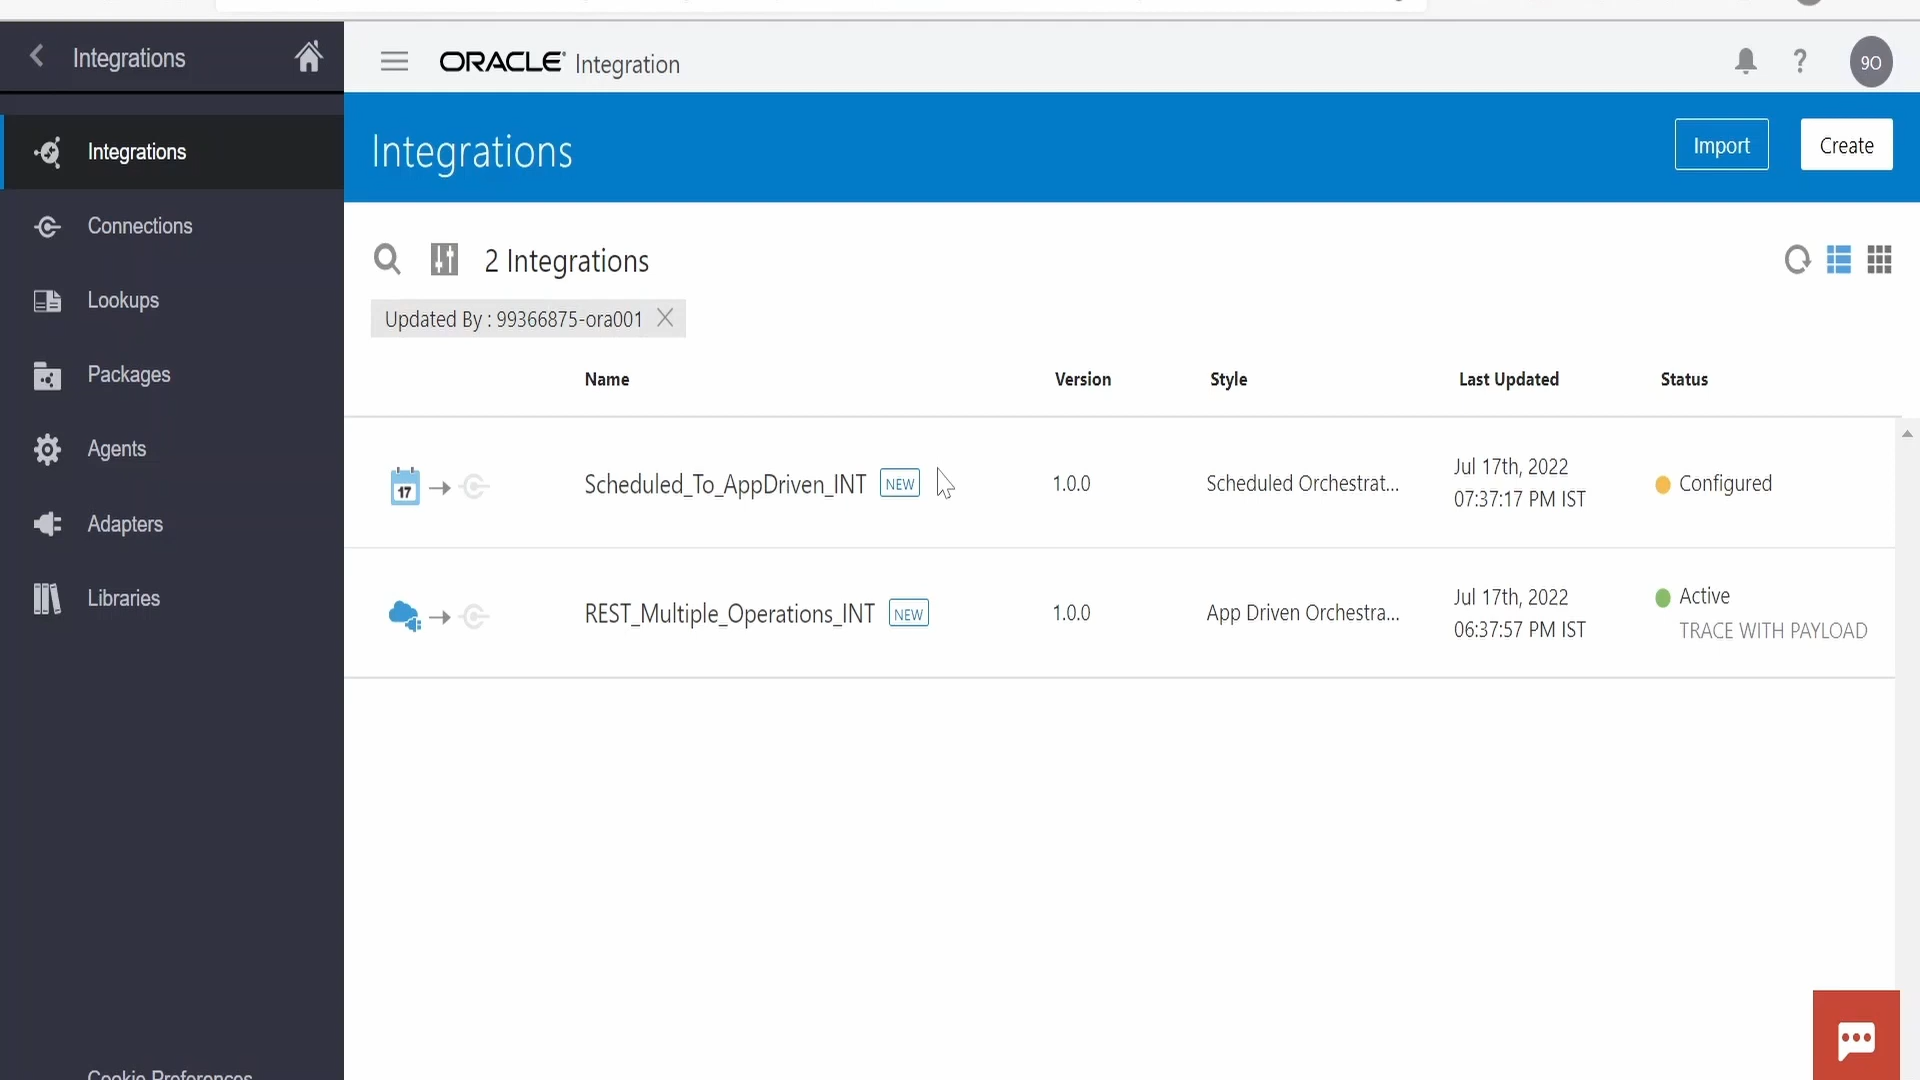 Integrations
ORACLE Integration
9O
Integrations
Integrations
Import
Create
Connections
Lookups
Packages
Agents
Adapters
Libraries
2 Integrations
Updated By : 99366875-ora001
Name Version Style Last Updated Status
17 Scheduled_To_AppDriven_INT NEW 1.0.0 Scheduled Orchestrat... Jul 17th, 2022 Configured
07:37:17 PM IST
REST_Multiple_Operations_INT NEW 1.0.0 App Driven Orchestra... Jul 17th, 2022 Active
06:37:57 PM IST TRACE WITH PAYLOAD
Cookie Preferences